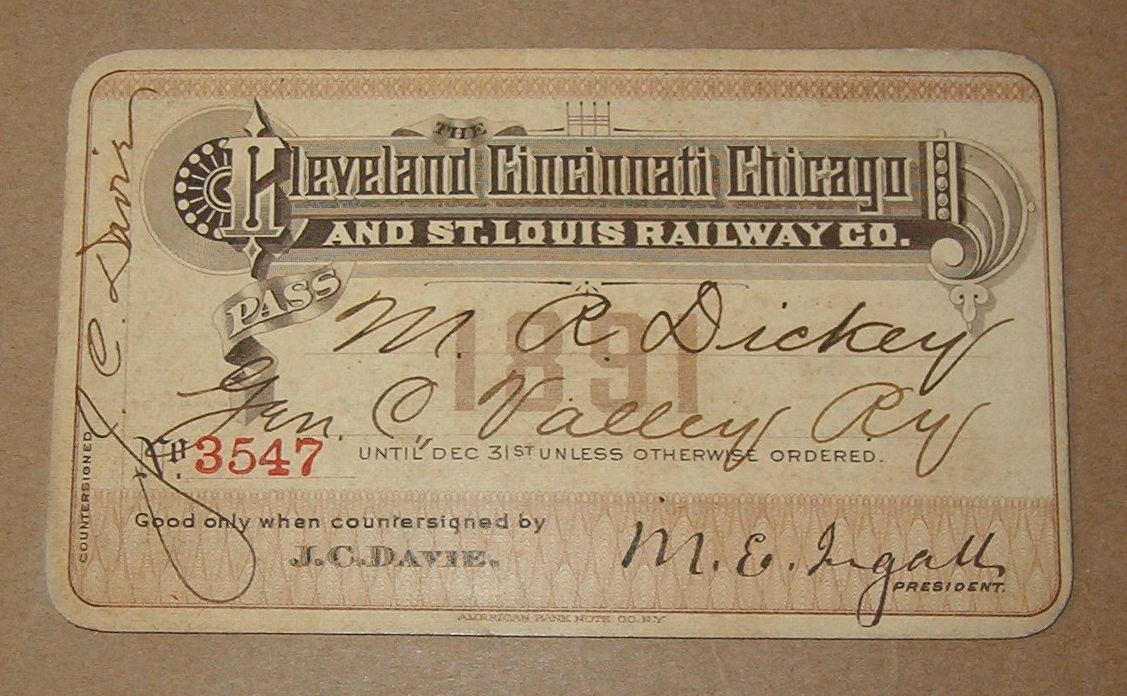 THE
Cleveland Cincinnati Chicago
AND ST. LOUIS RAILWAY CO.
PASS
M. R. Dickey
1891
Gen. C, Valley Ry
No. 3547 UNTIL DEC 31ST UNLESS OTHERWISE ORDERED.
Good only when countersigned by
J.C. DAVIE.
M. E. Ingalls
PRESIDENT.
COUNTERSIGNED
J. C. Davie
AMERICAN BANK NOTE CO. N.Y.